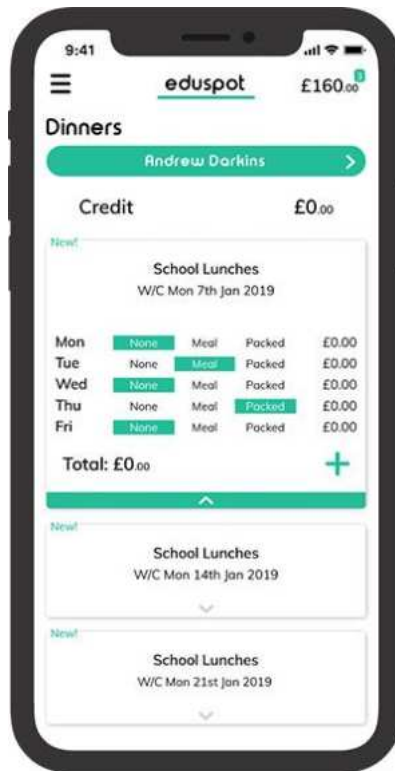 9:41
eduspot £160.00 3
Dinners
Andrew Darkins
Credit £0.00
New!
School Lunches
W/C Mon 7th Jan 2019
Mon None Meal Packed £0.00
Tue None Meal Packed £0.00
Wed None Meal Packed £0.00
Thu None Meal Packed £0.00
Fri None Meal Packed £0.00
Total: £0.00
New!
School Lunches
W/C Mon 14th Jan 2019
New!
School Lunches
W/C Mon 21st Jan 2019